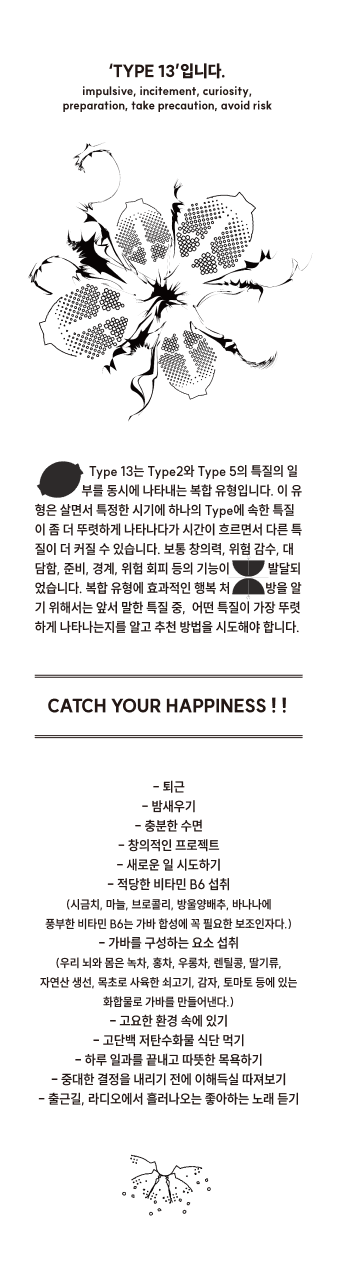 ‘TYPE 13’입니다.
impulsive, incitement, curiosity,
preparation, take precaution, avoid risk
Type 13는 Type2와 Type 5의 특질의 일
부를 동시에 나타내는 복합 유형입니다. 이 유
형은 살면서 특정한 시기에 하나의 Type에 속한 특질
이 좀 더 뚜렷하게 나타나다가 시간이 흐르면서 다른 특
질이 더 커질 수 있습니다. 보통 창의력, 위험 감수, 대
담함, 준비, 경계, 위험 회피 등의 기능이 발달되
었습니다. 복합 유형에 효과적인 행복 처방을 알
기 위해서는 앞서 말한 특질 중, 어떤 특질이 가장 뚜렷
하게 나타나는지를 알고 추천 방법을 시도해야 합니다.
CATCH YOUR HAPPINESS ! !
– 퇴근
– 밤새우기
– 충분한 수면
– 창의적인 프로젝트
– 새로운 일 시도하기
– 적당한 비타민 B6 섭취
(시금치, 마늘, 브로콜리, 방울양배추, 바나나에
풍부한 비타민 B6는 가바 합성에 꼭 필요한 보조인자다.)
– 가바를 구성하는 요소 섭취
(우리 뇌와 몸은 녹차, 홍차, 우롱차, 렌틸콩, 딸기류,
자연산 생선, 목초로 사육한 쇠고기, 감자, 토마토 등에 있는
화합물로 가바를 만들어낸다.)
– 고요한 환경 속에 있기
– 고단백 저탄수화물 식단 먹기
– 하루 일과를 끝내고 따뜻한 목욕하기
– 중대한 결정을 내리기 전에 이해득실 따져보기
– 출근길, 라디오에서 흘러나오는 좋아하는 노래 듣기